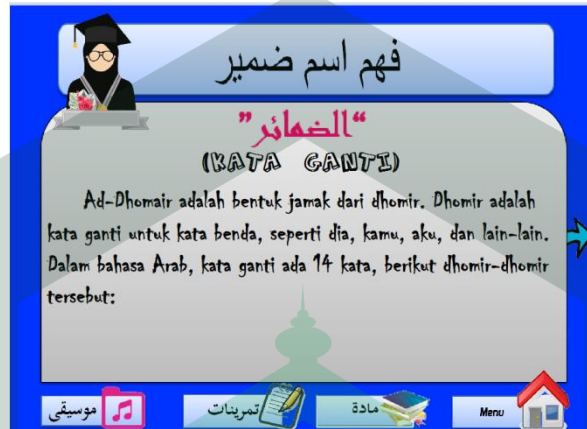 فهم اسم ضمير
“الضمائر”
(KATA GANTI)
Ad-Dhomair adalah bentuk jamak dari dhomir. Dhomir adalah
kata ganti untuk kata benda, seperti dia, kamu, aku, dan lain-lain.
Dalam bahasa Arab, kata ganti ada 14 kata, berikut dhomir-dhomir
tersebut:
موسيقى
تمرينات
مادة
Menu